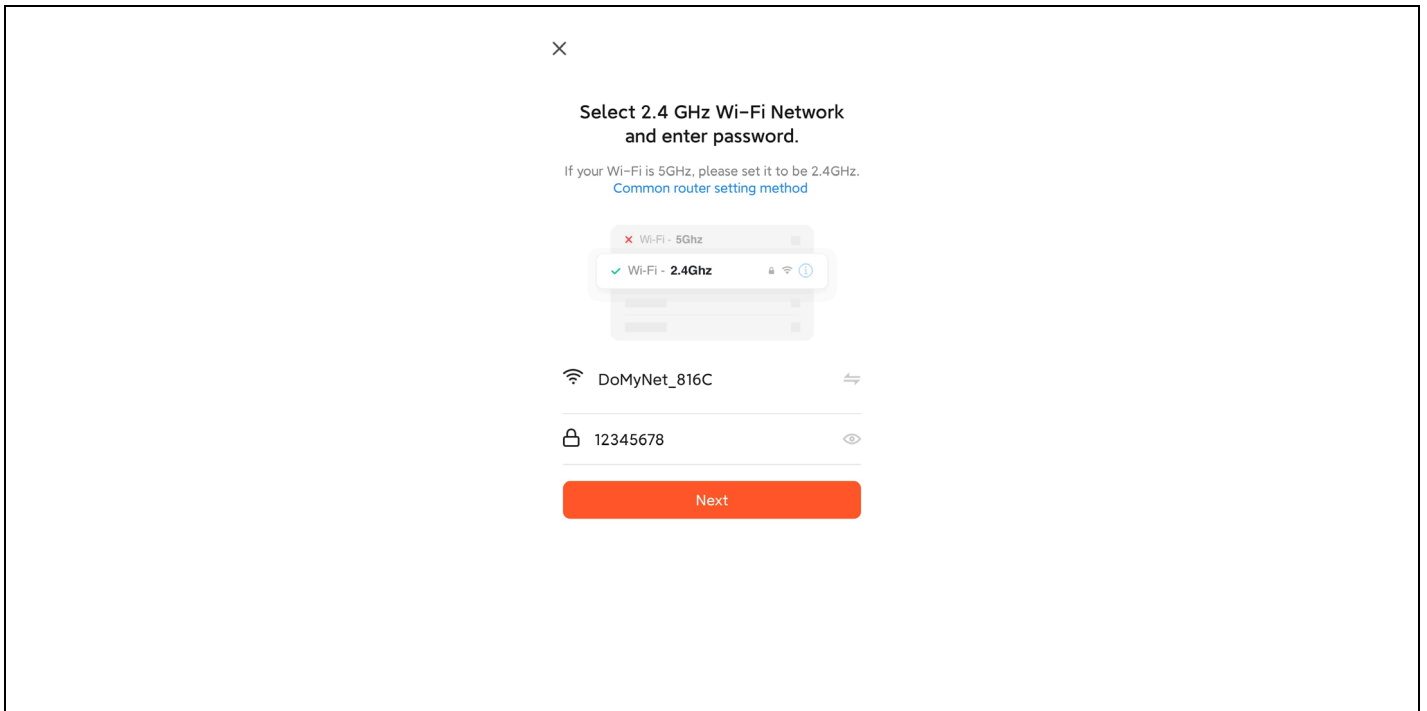 Select 2.4 GHz Wi-Fi Network
and enter password.
If your Wi-Fi is 5GHz, please set it to be 2.4GHz.
Common router setting method
Wi-Fi - 5Ghz
Wi-Fi - 2.4Ghz
DoMyNet_816C
12345678
Next